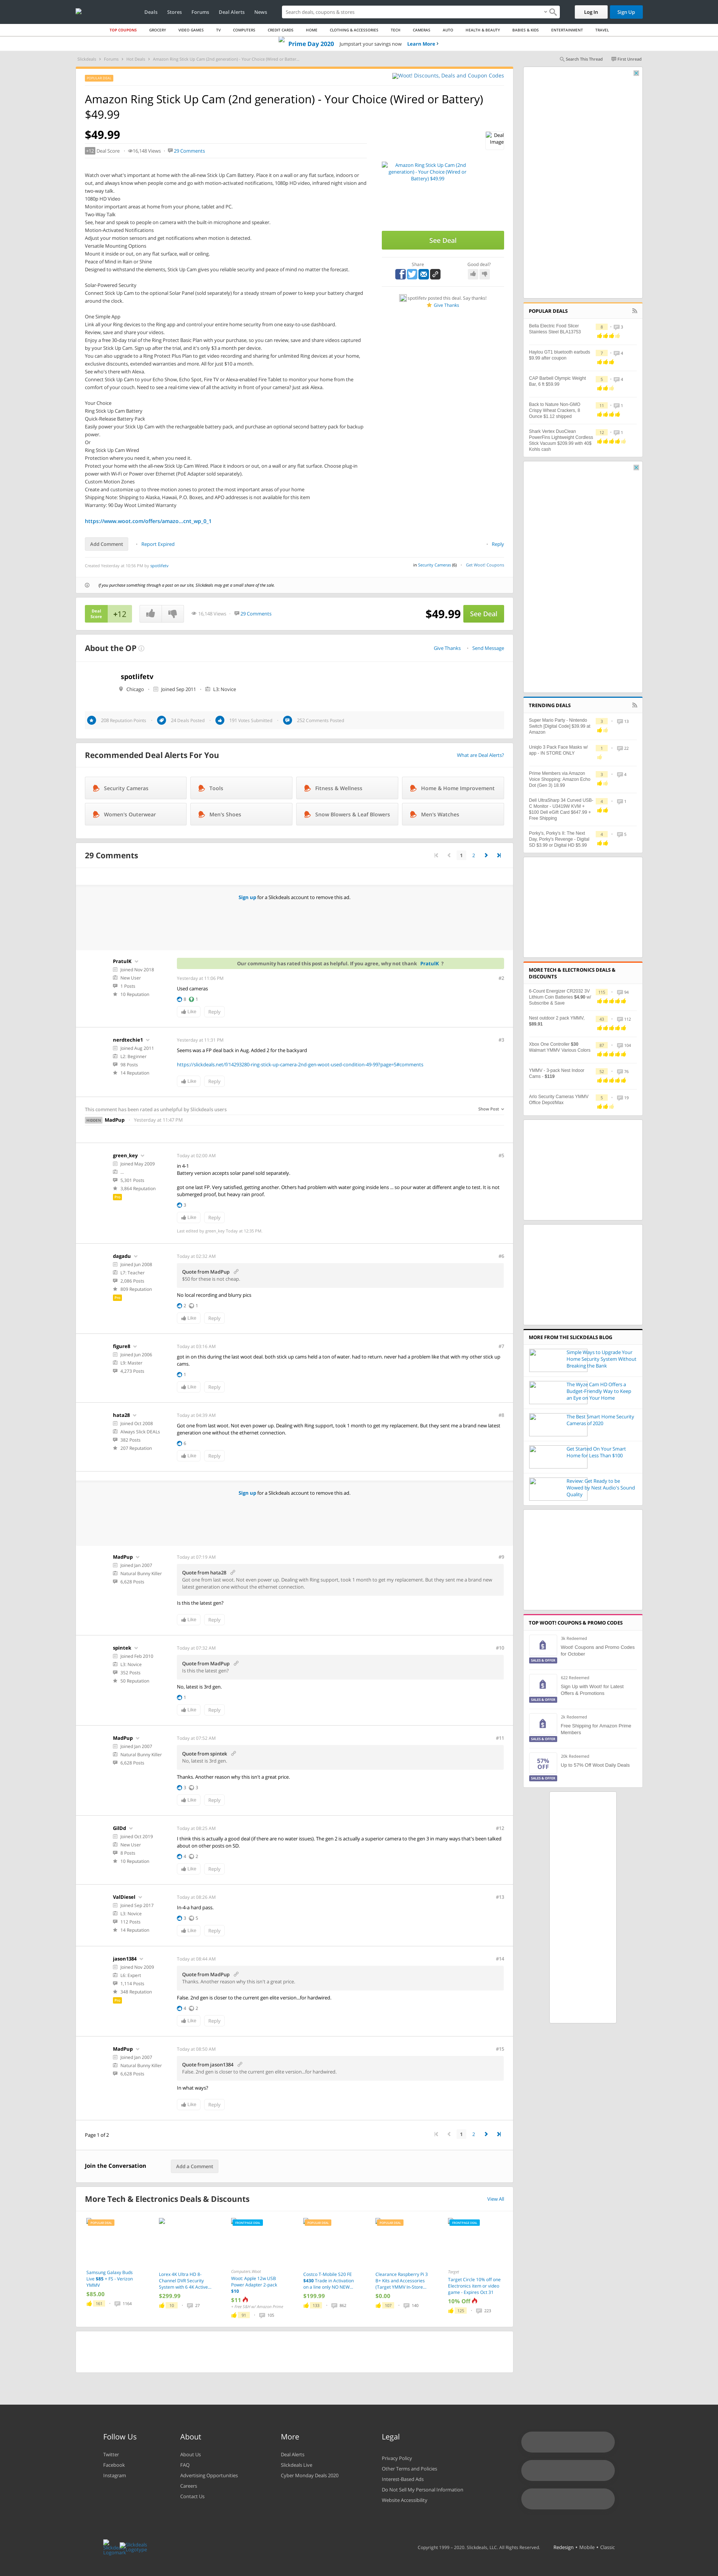 Deals Stores Forums Deal Alerts News
Search deals, coupons & stores
Log In Sign Up
TOP COUPONS GROCERY VIDEO GAMES TV COMPUTERS CREDIT CARDS HOME CLOTHING & ACCESSORIES TECH CAMERAS AUTO HEALTH & BEAUTY BABIES & KIDS ENTERTAINMENT TRAVEL
Prime Day 2020 Jumpstart your savings now Learn More
Slickdeals > Forums > Hot Deals > Amazon Ring Stick Up Cam (2nd generation) - Your Choice (Wired or Batter...
Search This Thread First Unread
Woot! Discounts, Deals and Coupon Codes
Amazon Ring Stick Up Cam (2nd generation) - Your Choice (Wired or Battery)
$49.99
$49.99
+12 Deal Score 16,148 Views 29 Comments
Deal Image
Amazon Ring Stick Up Cam (2nd generation) - Your Choice (Wired or Battery) $49.99
Watch over what's important at home with the all-new Stick Up Cam Battery. Place it on any flat surface or mount it to a wall, indoors or
out, and always know when people come and go with motion-activated notifications, 1080p HD video, infrared night vision and
two-way talk.
1080p HD Video
Monitor important areas at home from your phone, tablet and PC.
Two-Way Talk
See, hear and speak to people on camera with the built-in microphone and speaker.
Motion-Activated Notifications
Adjust your motion sensors and get notifications when motion is detected.
Versatile Mounting Options
Mount it inside or out, on any flat surface, wall or ceiling.
Peace of Mind in Rain or Shine
Designed to withstand the elements, Stick Up Cam gives you reliable security and peace of mind no matter the forecast.
Solar-Powered Security
Connect Stick Up Cam to the optional Solar Panel (sold separately) for a steady stream of power to keep your battery charged
around the clock.
One Simple App
Link all your Ring devices to the Ring app and control your entire home security from one easy-to-use dashboard.
Review, save and share your videos.
Enjoy a free 30-day trial of the Ring Protect Basic Plan with your purchase, and you can review, save and share all videos captured
by your Stick Up Cam. Sign up after the trial, and it's only $3 a month per device.
You can also upgrade to a Ring Protect Plus Plan to get video recording for and unlimited Ring devices at your home, plus receive
exclusive discounts, extended warranties and more. All for just $10 a month.
See who's there with Alexa.
Connect Stick Up Cam to your Echo Show, Echo Spot, Fire TV or Alexa-enabled Fire Tablet to monitor your home from the
comfort of your couch. Need to see a real-time view of what's happening in front of your camera? Just ask Alexa.
Your Choice
Ring Stick Up Cam Battery
Quick-Release Battery Pack
Easily power your Stick Up Cam with the rechargeable battery pack, and purchase an optional second battery pack for backup
power.
Or
Ring Stick Up Cam Wired
Protection where you need it, when you need it.
Protect your home with the all-new Stick Up Cam Wired. Place it indoors or out, on a wall or any flat surface. Choose plug-in
power with Wi-Fi or Power over Ethernet (PoE Adapter sold separately).
Custom Motion Zones
Customize and create up to three motion zones to protect the most important areas of your home
Shipping Note: Shipping to Alaska, Hawaii, P.O. Boxes, and APO addresses is not available for this item
Warranty: 90 Day Woot Limited Warranty
https://www.woot.com/offers/amazo...cnt_wp_0_1
See Deal
Share Good deal?
spotlifetv posted this deal. Say thanks!
Give Thanks
Add Comment Report Expired Reply
Created Yesterday at 10:56 PM by spotlifetv
in Security Cameras (6) Get Woot! Coupons
If you purchase something through a post on our site, Slickdeals may get a small share of the sale.
Deal Score +12 16,148 Views 29 Comments $49.99 See Deal
About the OP Give Thanks Send Message
spotlifetv
Chicago Joined Sep 2011 L3: Novice
208 Reputation Points 24 Deals Posted 191 Votes Submitted 252 Comments Posted
Recommended Deal Alerts For You What are Deal Alerts?
Security Cameras Tools Fitness & Wellness Home & Home Improvement
Women's Outerwear Men's Shoes Snow Blowers & Leaf Blowers Men's Watches
29 Comments 1 2
Sign up for a Slickdeals account to remove this ad.
PratulK
Joined Nov 2018
New User
1 Posts
10 Reputation
Our community has rated this post as helpful. If you agree, why not thank PratulK ?
Yesterday at 11:06 PM #2
Used cameras
8 1
Like Reply
nerdtechie1
Joined Aug 2011
L2: Beginner
98 Posts
14 Reputation
Yesterday at 11:31 PM #3
Seems was a FP deal back in Aug. Added 2 for the backyard
https://slickdeals.net/f/14293280-ring-stick-up-camera-2nd-gen-woot-used-condition-49-99?page=5#comments
Like Reply
This comment has been rated as unhelpful by Slickdeals users Show Post
MadPup Yesterday at 11:47 PM
green_key
Joined May 2009
...
5,301 Posts
3,864 Reputation
Pro
Today at 02:00 AM #5
in 4-1
Battery version accepts solar panel sold separately.
got one last FP. Very satisfied, getting another. Others had problem with water going inside lens ... so pour water at different angle to test. It is not
submerged proof, but heavy rain proof.
3
Like Reply
Last edited by green_key Today at 12:35 PM.
dagadu
Joined Jun 2008
L7: Teacher
2,086 Posts
809 Reputation
Pro
Today at 02:32 AM #6
Quote from MadPup
$50 for these is not cheap.
No local recording and blurry pics
2 1
Like Reply
figure8
Joined Jun 2006
L9: Master
4,273 Posts
Today at 03:16 AM #7
got in on this during the last woot deal. both stick up cams held a ton of water. had to return. never had a problem like that with my other stick up
cams.
1
Like Reply
hata28
Joined Oct 2008
Always Slick DEALs
382 Posts
207 Reputation
Today at 04:39 AM #8
Got one from last woot. Not even power up. Dealing with Ring support, took 1 month to get my replacement. But they sent me a brand new latest
generation one without the ethernet connection.
6
Like Reply
Sign up for a Slickdeals account to remove this ad.
MadPup
Joined Jan 2007
Natural Bunny Killer
6,628 Posts
Today at 07:19 AM #9
Quote from hata28
Got one from last woot. Not even power up. Dealing with Ring support, took 1 month to get my replacement. But they sent me a brand new
latest generation one without the ethernet connection.
Is this the latest gen?
Like Reply
spintek
Joined Feb 2010
L3: Novice
352 Posts
50 Reputation
Today at 07:32 AM #10
Quote from MadPup
Is this the latest gen?
No, latest is 3rd gen.
1
Like Reply
MadPup
Joined Jan 2007
Natural Bunny Killer
6,628 Posts
Today at 07:52 AM #11
Quote from spintek
No, latest is 3rd gen.
Thanks. Another reason why this isn't a great price.
3 3
Like Reply
GilDd
Joined Oct 2019
New User
8 Posts
19 Reputation
Today at 08:25 AM #12
I think this is actually a good deal (if there are no water issues). The gen 2 is actually a superior camera to the gen 3 in many ways that's been talked
about on other posts on SD.
4 2
Like Reply
ValDiesel
Joined Sep 2017
L3: Novice
112 Posts
14 Reputation
Today at 08:26 AM #13
In-4-a hard pass.
3 5
Like Reply
jason1384
Joined Nov 2009
L6: Expert
1,114 Posts
348 Reputation
Pro
Today at 08:44 AM #14
Quote from MadPup
Thanks. Another reason why this isn't a great price.
False. 2nd gen is closer to the current gen elite version...for hardwired.
4 2
Like Reply
MadPup
Joined Jan 2007
Natural Bunny Killer
6,628 Posts
Today at 08:50 AM #15
Quote from jason1384
False. 2nd gen is closer to the current gen elite version...for hardwired.
In what ways?
Like Reply
Page 1 of 2 1 2
Join the Conversation Add a Comment
More Tech & Electronics Deals & Discounts View All
Samsung Galaxy Buds Live $85 + FS - Verizon YMMV
$85.00
Lorex 4K Ultra HD 8-Channel DVR Security System with 6 4K Active...
$299.99
Woot: Apple 12w USB Power Adapter 2-pack $10
$11
Costco T-Mobile S20 FE $430 Trade in Activation on a line only NO NEW...
$199.99
Clearance Raspberry Pi 3 B+ Kits and Accessories (Target YMMV In-Store...
$0.00
Target
Target Circle 10% off one Electronics item or video game - Expires Oct 31
10% Off
POPULAR DEALS
Bella Electric Food Slicer Stainless Steel BLA13753
Haylou GT1 bluetooth earbuds $9.99 after coupon
CAP Barbell Olympic Weight Bar, 6 ft $59.99
Back to Nature Non-GMO Crispy Wheat Crackers, 8 Ounce $1.12 shipped
Shark Vertex DuoClean PowerFins Lightweight Cordless Stick Vacuum $209.99 with 40$ Kohls cash
TRENDING DEALS
Super Mario Party - Nintendo Switch [Digital Code] $39.99 at Amazon
Uniqlo 3 Pack Face Masks w/ app - IN STORE ONLY
Prime Members via Amazon Voice Shopping: Amazon Echo Dot (Gen 3) 18.99
Dell UltraSharp 34 Curved USB-C Monitor - U3419W KVM + $100 Dell eGift Card $647.99 + Free Shipping
Porky's, Porky's II: The Next Day, Porky's Revenge - Digital SD $3.99 or Digital HD $5.99
MORE TECH & ELECTRONICS DEALS & DISCOUNTS
6-Count Energizer CR2032 3V Lithium Coin Batteries $4.90 w/ Subscribe & Save
Nest outdoor 2 pack YMMV, $89.91
Xbox One Controller $35 Walmart YMMV Various Colors
YMMV - 3-pack Nest Indoor Cams - $119
Arlo Security Cameras YMMV Office Depot/Max
MORE FROM THE SLICKDEALS BLOG
Simple Ways to Upgrade Your Home Security System Without Breaking the Bank
The Wyze Cam HD Offers a Budget-Friendly Way to Keep an Eye on Your Home
The Best Smart Home Security Cameras of 2020
Get Started On Your Smart Home for Less Than $100
Review: Get Ready to be Wowed by Nest Audio's Sound Quality
TOP WOOT! COUPONS & PROMO CODES
3k Redeemed
Woot! Coupons and Promo Codes for October
SALES & OFFER
622 Redeemed
Sign Up with Woot! for Latest Offers & Promotions
SALES & OFFER
2k Redeemed
Free Shipping for Amazon Prime Members
SALES & OFFER
20k Redeemed
57% OFF
Up to 57% Off Woot Daily Deals
SALES & OFFER
Follow Us
Twitter
Facebook
Instagram
About
About Us
FAQ
Advertising Opportunities
Careers
Contact Us
More
Deal Alerts
Slickdeals Live
Cyber Monday Deals 2020
Legal
Privacy Policy
Other Terms and Policies
Interest-Based Ads
Do Not Sell My Personal Information
Website Accessibility
Copyright 1999 - 2020. Slickdeals, LLC. All Rights Reserved. Redesign • Mobile • Classic